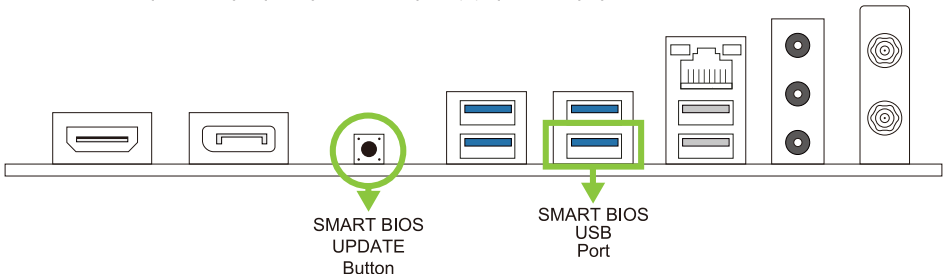 SMART BIOS
UPDATE
Button
SMART BIOS
USB
Port